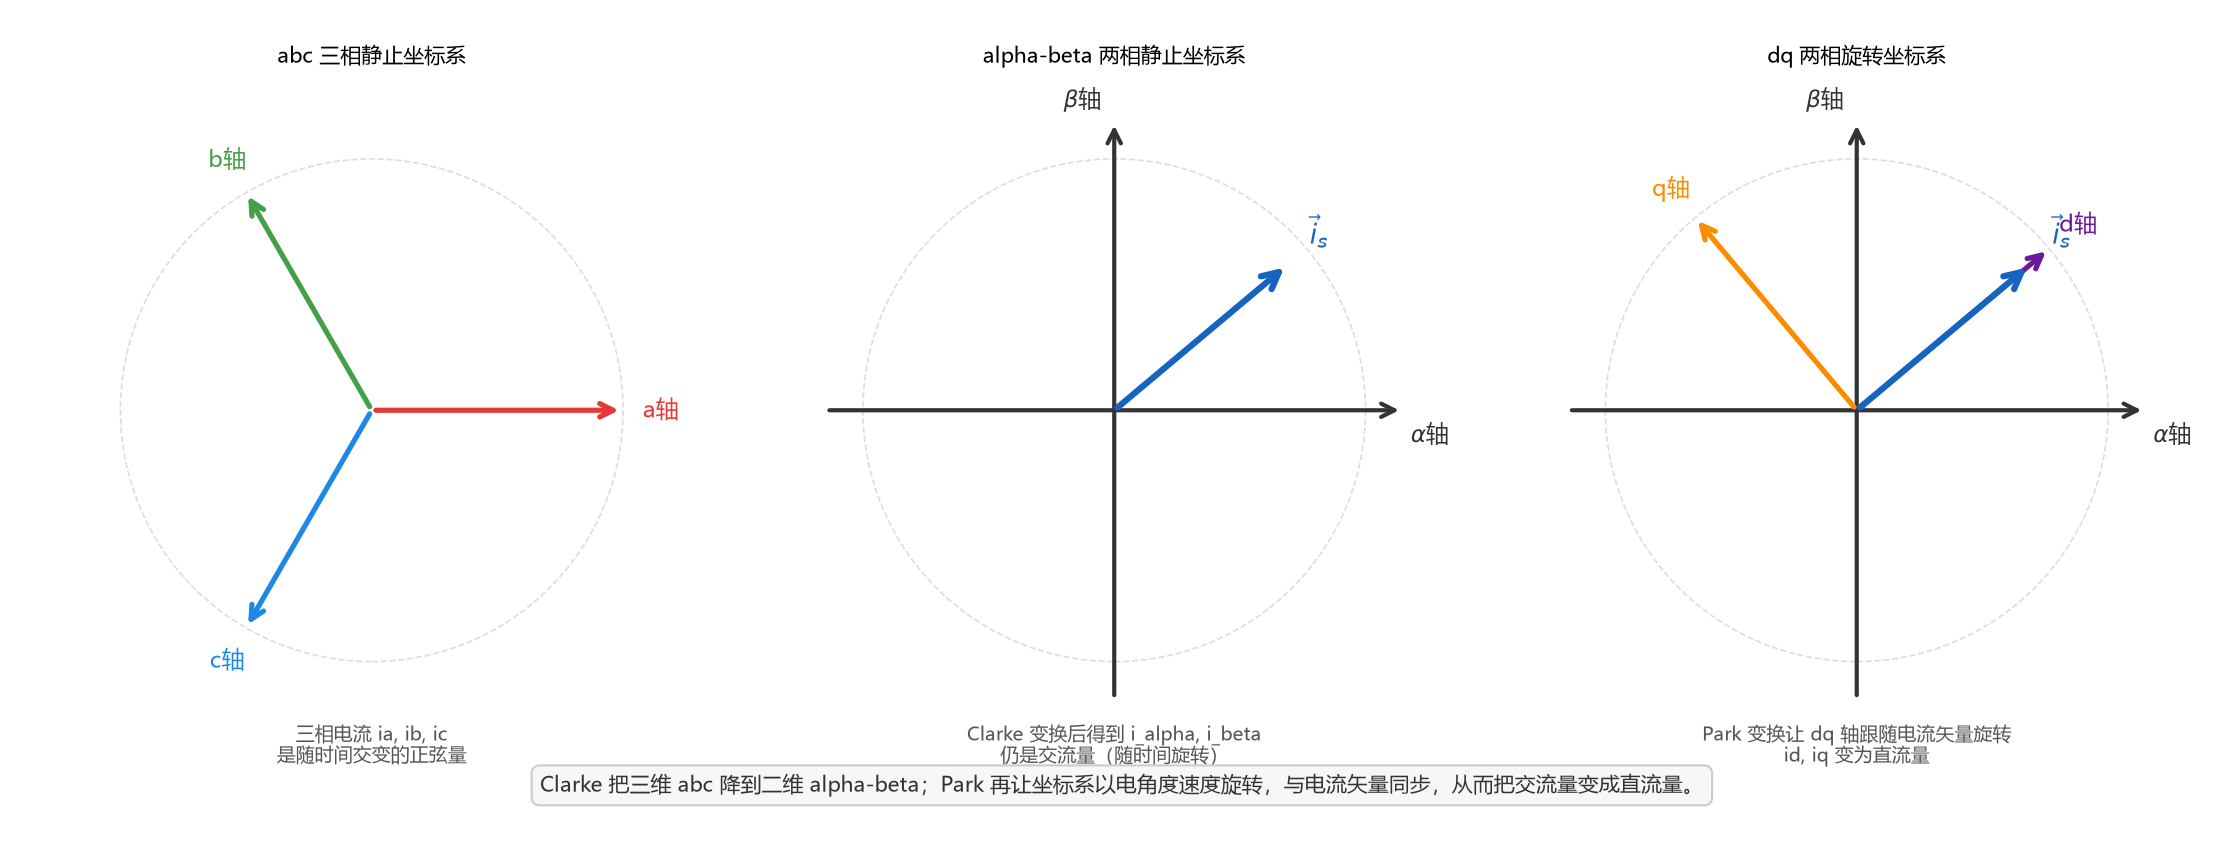 abc 三相静止坐标系
b轴
a轴
c轴
三相电流 ia, ib, ic
是随时间交变的正弦量
alpha-beta 两相静止坐标系
β轴
i⃗ₛ
α轴
Clarke 变换后得到 i_alpha, i_beta
仍是交流量（随时间旋转）
dq 两相旋转坐标系
β轴
q轴
i⃗ₛ
d轴
α轴
Park 变换让 dq 轴跟随电流矢量旋转
id, iq 变为直流量
Clarke 把三维 abc 降到二维 alpha-beta；Park 再让坐标系以电角度速度旋转，与电流矢量同步，从而把交流量变成直流量。